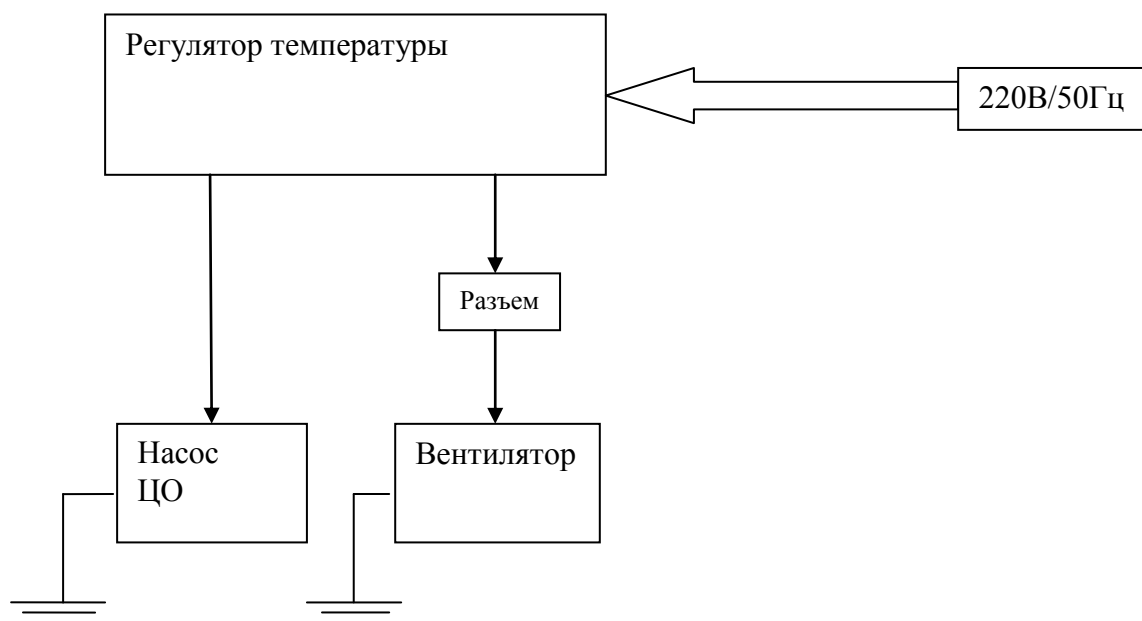 Регулятор температуры
220В/50Гц
Разъем
Насос
ЦО
Вентилятор